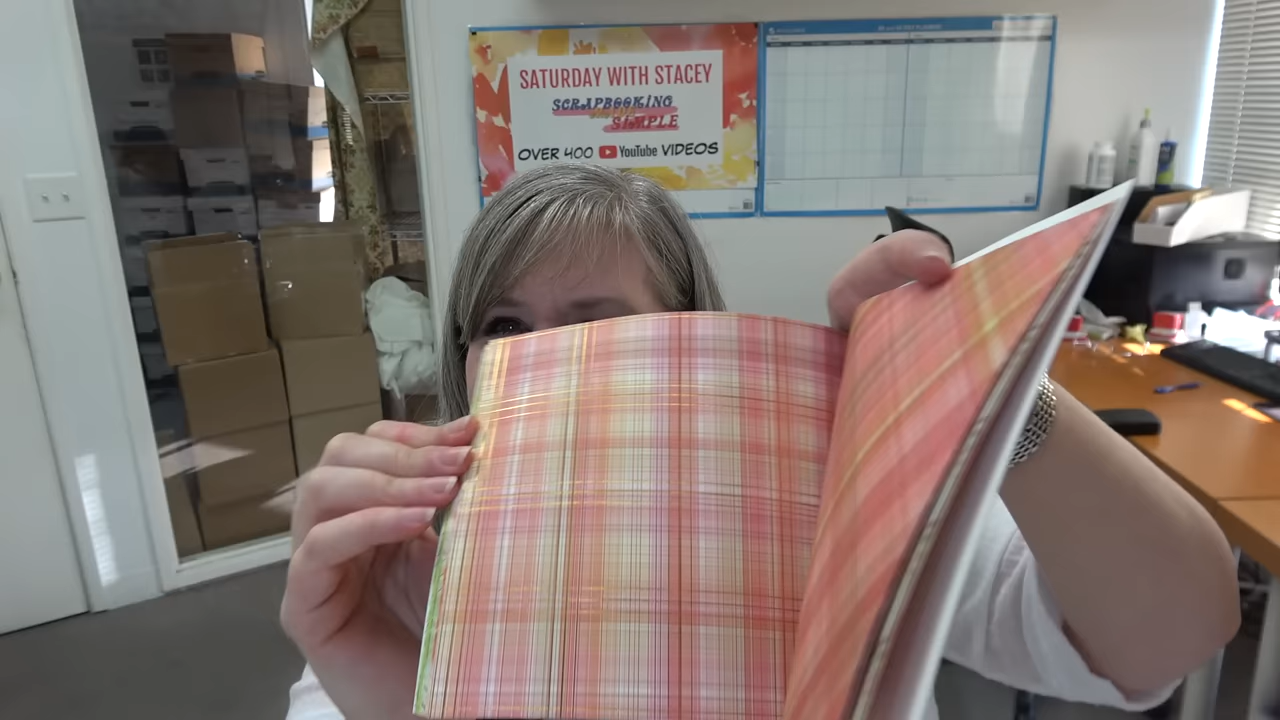 SATURDAY WITH STACEY
SCRAPBOOKING
SIMPLE
OVER 400 YouTube VIDEOS